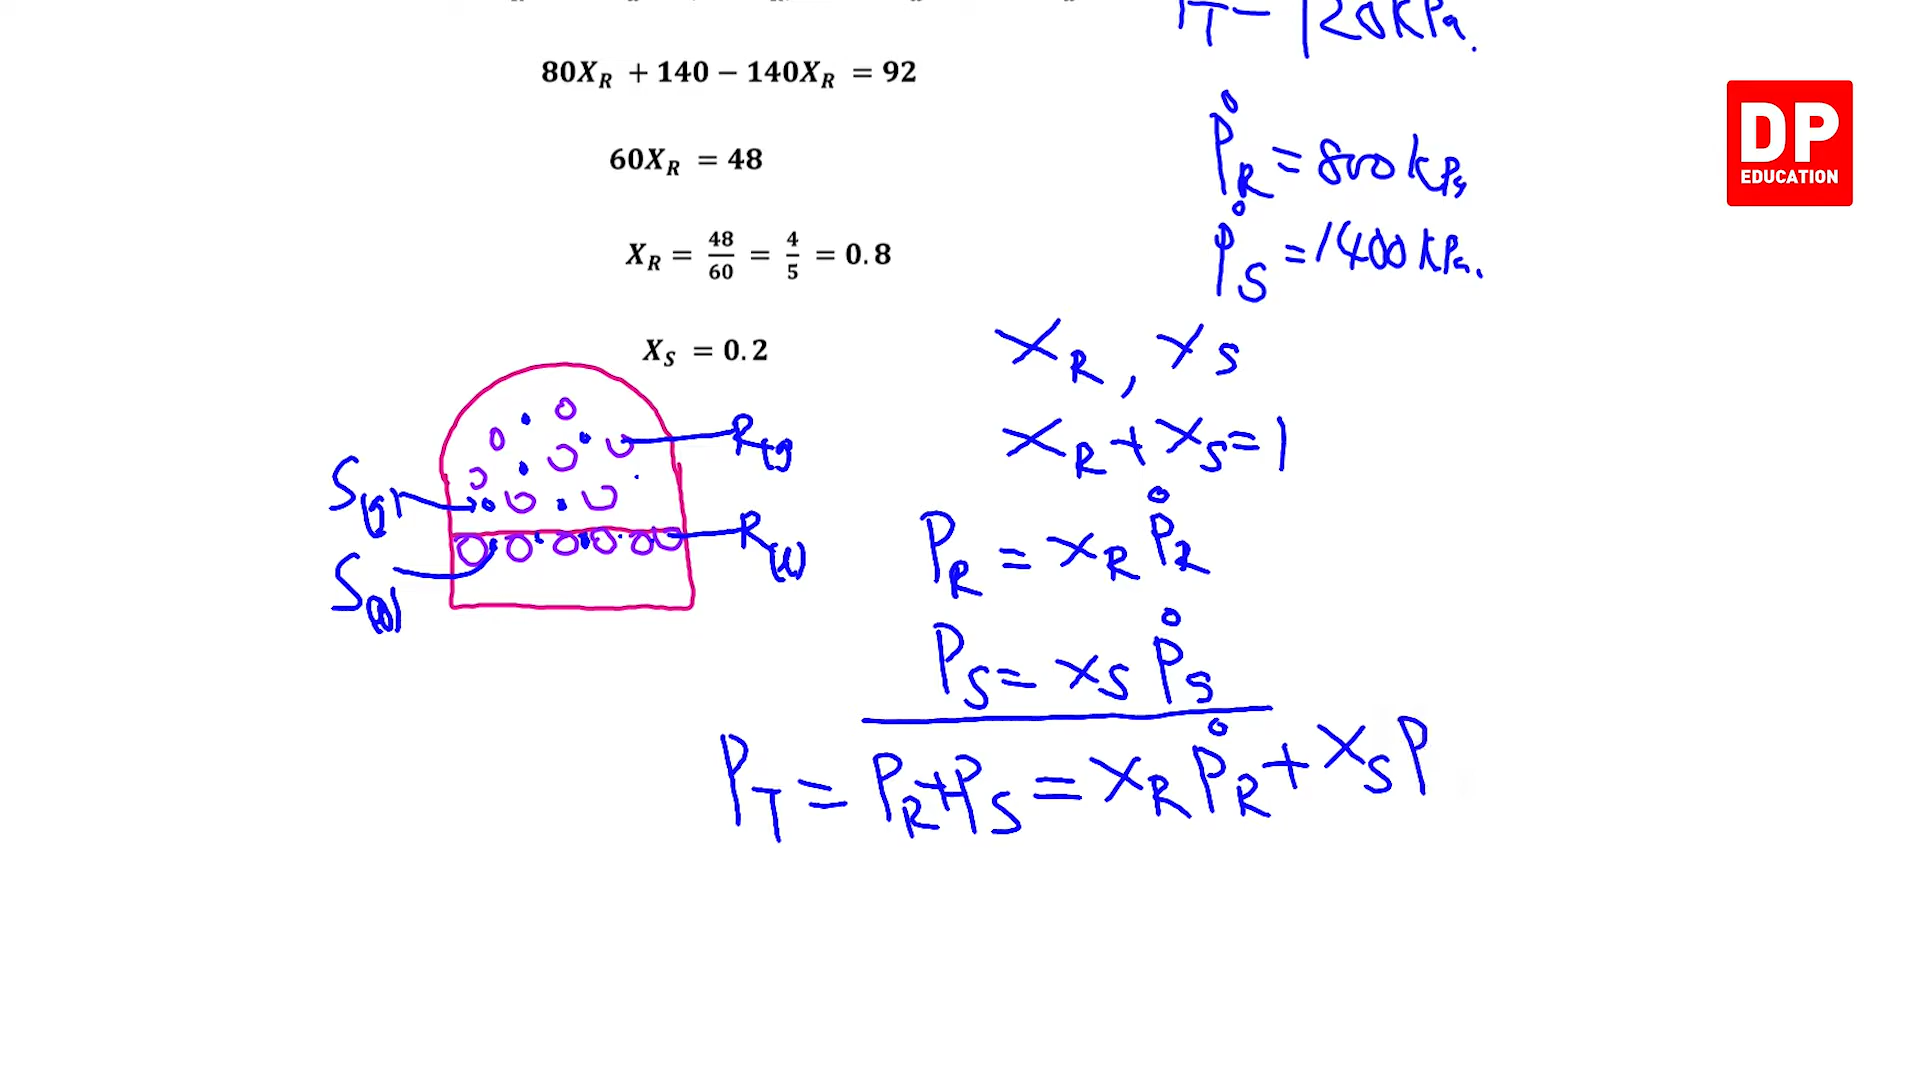 P_T = 120kPa.
80X_R + 140 − 140X_R = 92
60X_R = 48
X_R = 48/60 = 4/5 = 0.8
X_S = 0.2
P°_R = 800 kPa
P°_S = 1400 kPa.
X_R, X_S
X_R + X_S = 1
P_R = X_R P°_R
P_S = X_S P°_S
P_T = P_R + P_S = X_R P°_R + X_S P
S(g)
R(g)
R(l)
DP
EDUCATION